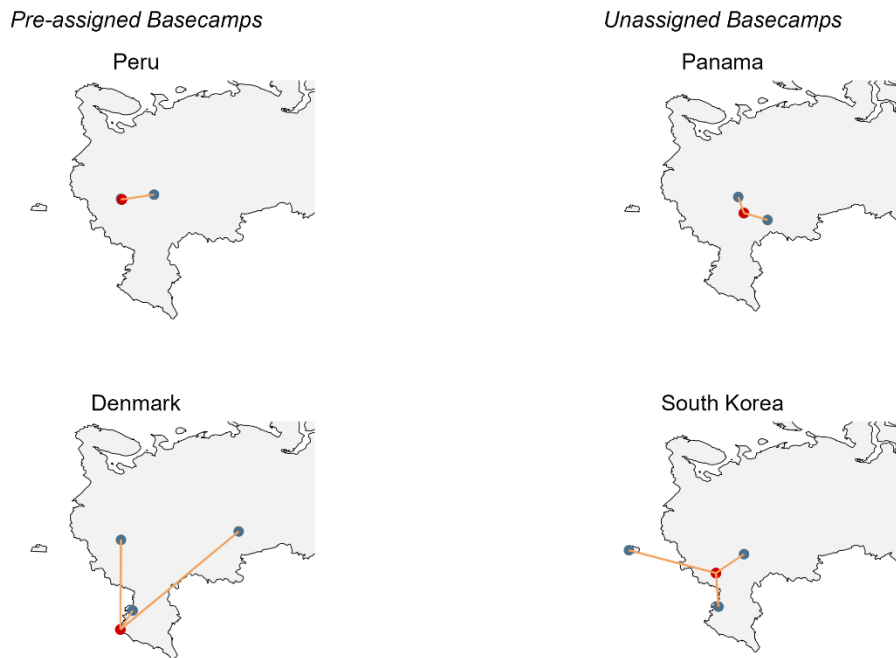 Pre-assigned Basecamps
Unassigned Basecamps
Peru
Panama
Denmark
South Korea